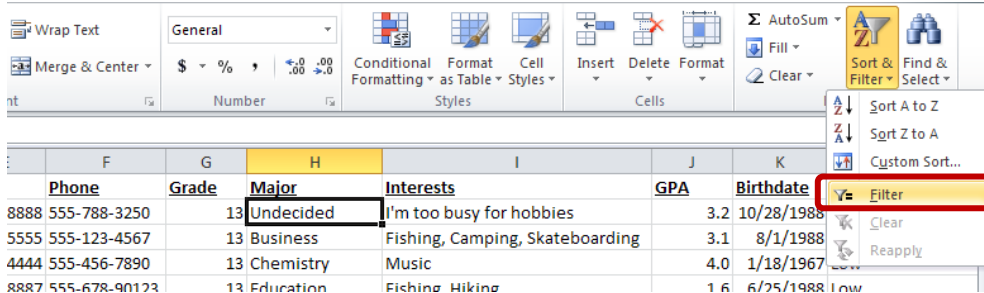 Wrap Text General Σ AutoSum
Merge & Center $ % , .0 .00 .00 .0 Conditional Formatting Format as Table Cell Styles Insert Delete Format Fill Clear Sort & Filter Find & Select
nt Number Styles Cells
Sort A to Z
Sort Z to A
Custom Sort...
Filter
Clear
Reapply
F G H I J K
Phone Grade Major Interests GPA Birthdate
8888 555-788-3250 13 Undecided I'm too busy for hobbies 3.2 10/28/1988
5555 555-123-4567 13 Business Fishing, Camping, Skateboarding 3.1 8/1/1988
4444 555-456-7890 13 Chemistry Music 4.0 1/18/1967 Low
8887 555-678-90123 13 Education Fishing, Hiking 1.6 6/25/1988 Low